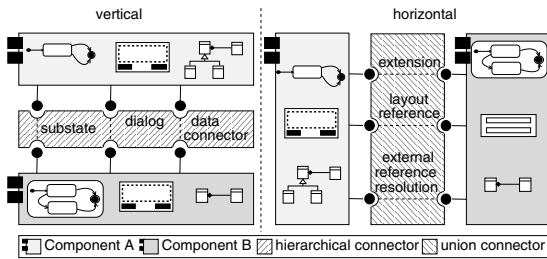 vertical
horizontal
substate
dialog
data
connector
extension
layout
reference
external
reference
resolution
Component A
Component B
hierarchical connector
union connector